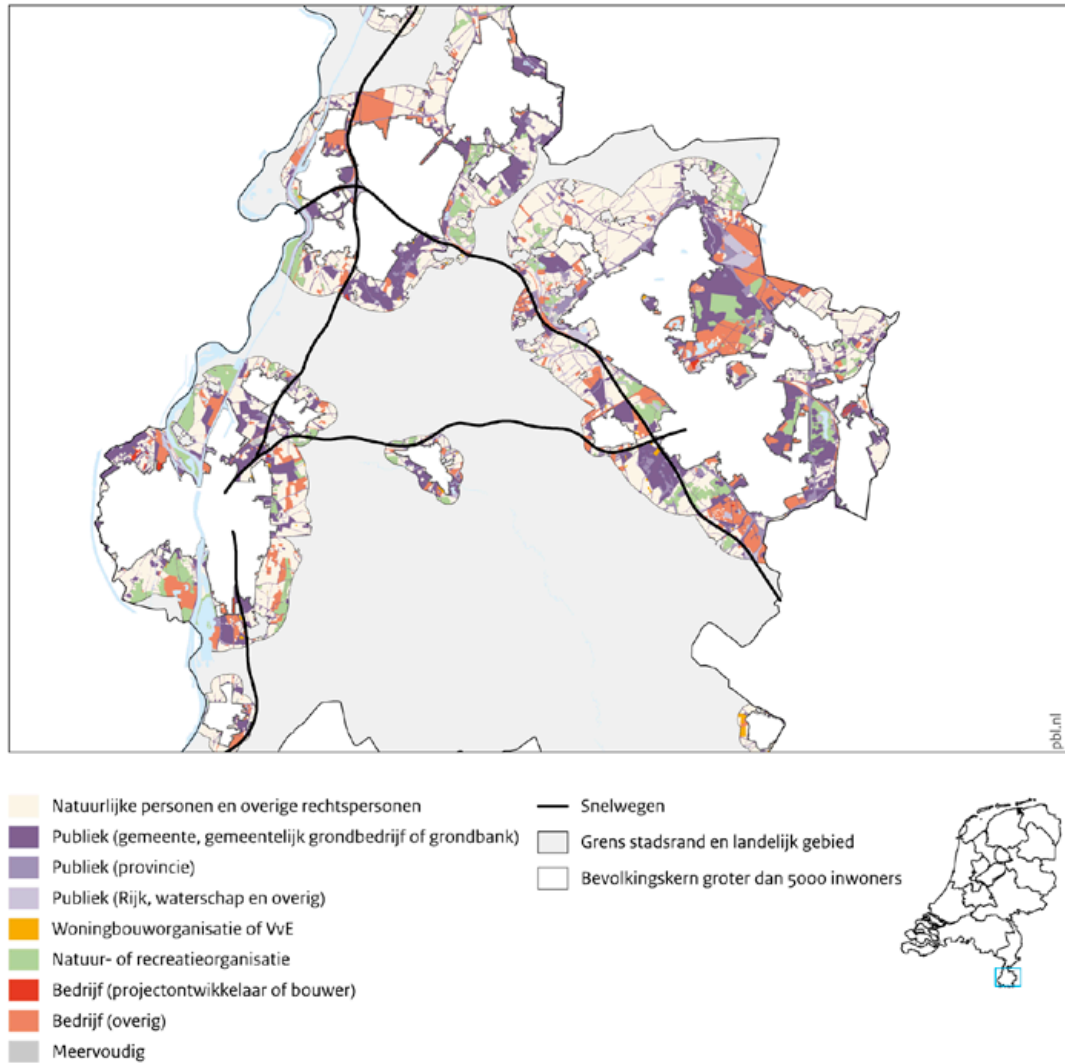 pbl.nl
Natuurlijke personen en overige rechtspersonen
Publiek (gemeente, gemeentelijk grondbedrijf of grondbank)
Publiek (provincie)
Publiek (Rijk, waterschap en overig)
Woningbouworganisatie of VvE
Natuur- of recreatieorganisatie
Bedrijf (projectontwikkelaar of bouwer)
Bedrijf (overig)
Meervoudig
Snelwegen
Grens stadsrand en landelijk gebied
Bevolkingskern groter dan 5000 inwoners